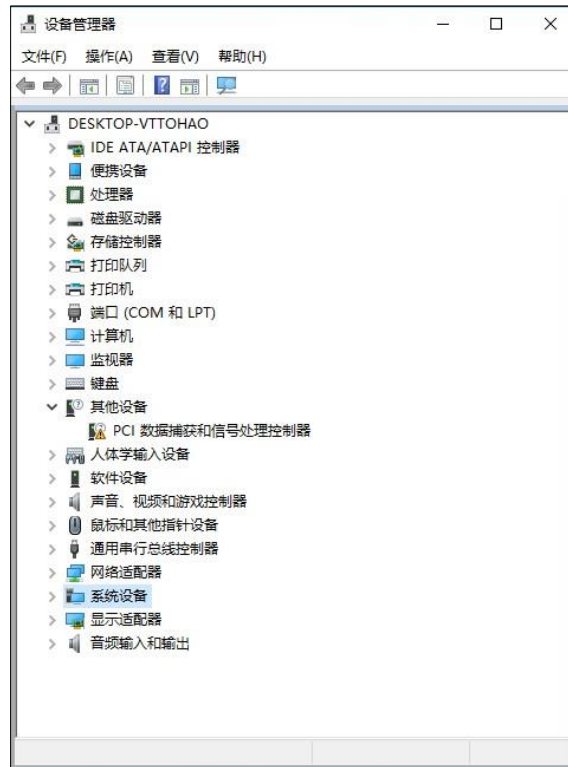 设备管理器
文件(F) 操作(A) 查看(V) 帮助(H)
DESKTOP-VTTOHAO
IDE ATA/ATAPI 控制器
便携设备
处理器
磁盘驱动器
存储控制器
打印队列
打印机
端口 (COM 和 LPT)
计算机
监视器
键盘
其他设备
PCI 数据捕获和信号处理控制器
人体学输入设备
软件设备
声音、视频和游戏控制器
鼠标和其他指针设备
通用串行总线控制器
网络适配器
系统设备
显示适配器
音频输入和输出